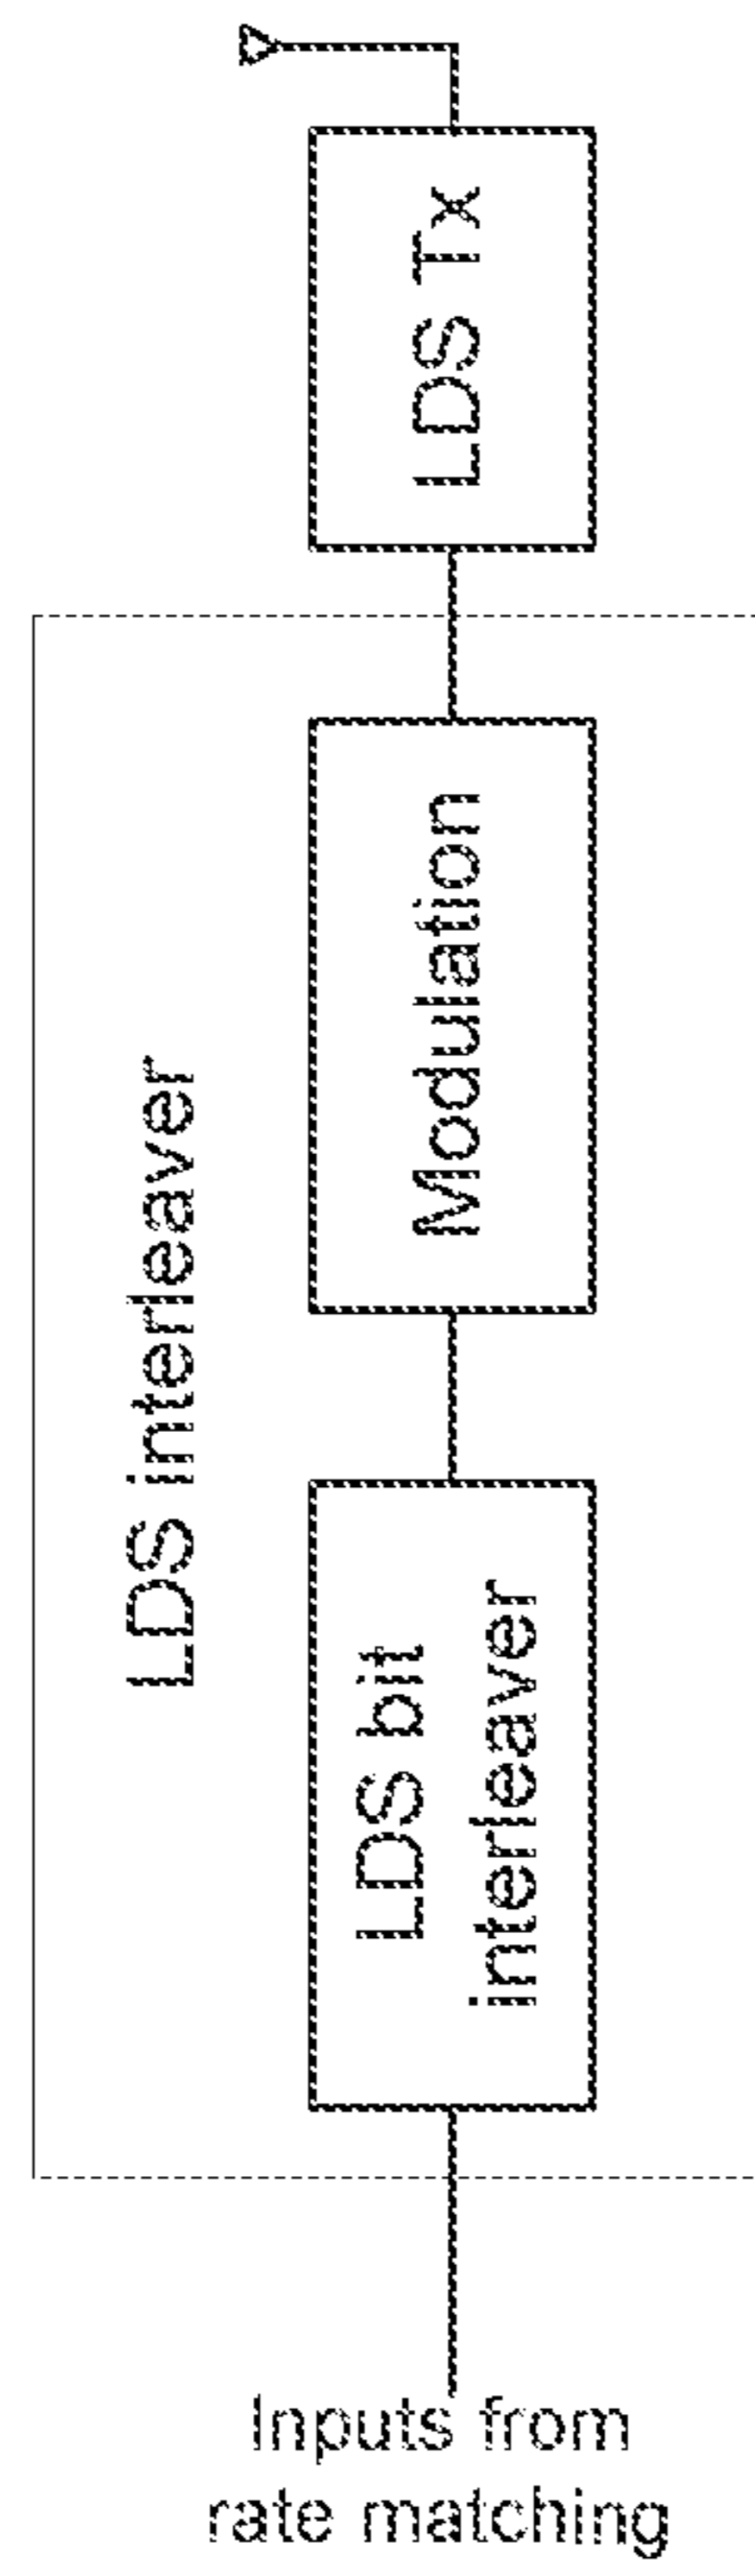 LDS Tx
LDS interleaver
Modulation
LDS bit
interleaver
Inputs from
rate matching